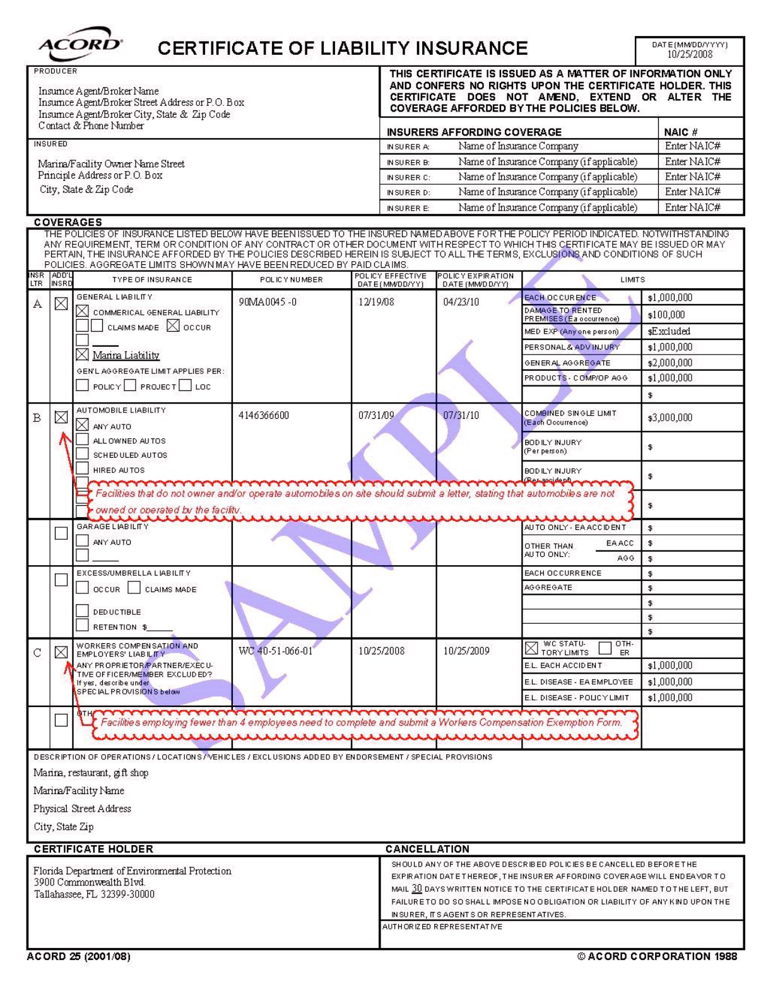 ACORD®
CERTIFICATE OF LIABILITY INSURANCE
DATE (MM/DD/YYYY)
10/25/2008
PRODUCER
Insurnce Agent/Broker Name
Insurnce Agent/Broker Street Address or P.O. Box
Insurnce Agent/Broker City, State & Zip Code
Contact & Phone Number
THIS CERTIFICATE IS ISSUED AS A MATTER OF INFORMATION ONLY
AND CONFERS NO RIGHTS UPON THE CERTIFICATE HOLDER. THIS
CERTIFICATE DOES NOT AMEND, EXTEND OR ALTER THE
COVERAGE AFFORDED BY THE POLICIES BELOW.
INSURERS AFFORDING COVERAGE NAIC #
INSURED
Marina/Facility Owner Name Street
Principle Address or P.O. Box
City, State & Zip Code
INSURER A: Name of Insurance Company Enter NAIC#
INSURER B: Name of Insurance Company (if applicable) Enter NAIC#
INSURER C: Name of Insurance Company (if applicable) Enter NAIC#
INSURER D: Name of Insurance Company (if applicable) Enter NAIC#
INSURER E: Name of Insurance Company (if applicable) Enter NAIC#
COVERAGES
THE POLICIES OF INSURANCE LISTED BELOW HAVE BEEN ISSUED TO THE INSURED NAMED ABOVE FOR THE POLICY PERIOD INDICATED. NOTWITHSTANDING
ANY REQUIREMENT, TERM OR CONDITION OF ANY CONTRACT OR OTHER DOCUMENT WITH RESPECT TO WHICH THIS CERTIFICATE MAY BE ISSUED OR MAY
PERTAIN, THE INSURANCE AFFORDED BY THE POLICIES DESCRIBED HEREIN IS SUBJECT TO ALL THE TERMS, EXCLUSIONS AND CONDITIONS OF SUCH
POLICIES. AGGREGATE LIMITS SHOWN MAY HAVE BEEN REDUCED BY PAID CLAIMS.
INSR LTR ADD'L INSRD TYPE OF INSURANCE POLICY NUMBER POLICY EFFECTIVE DATE (MM/DD/YY) POLICY EXPIRATION DATE (MM/DD/YY) LIMITS
A GENERAL LIABILITY 90MA0045 -0 12/19/08 04/23/10
COMMERICAL GENERAL LIABILITY
CLAIMS MADE OCCUR
Marina Liability
GEN'L AGGREGATE LIMIT APPLIES PER:
POLICY PROJECT LOC
EACH OCCURENCE $1,000,000
DAMAGE TO RENTED
PREMISES (Ea occurrence) $100,000
MED EXP (Any one person) $Excluded
PERSONAL & ADV INJURY $1,000,000
GENERAL AGGREGATE $2,000,000
PRODUCTS - COMP/OP AGG $1,000,000
$
B AUTOMOBILE LIABILITY 4146366600 07/31/09 07/31/10
ANY AUTO
ALL OWNED AUTOS
SCHEDULED AUTOS
HIRED AUTOS
COMBINED SINGLE LIMIT
(Each Occurrence) $3,000,000
BODILY INJURY
(Per person) $
BODILY INJURY
(Per accident) $
$
Facilities that do not owner and/or operate automobiles on site should submit a letter, stating that automobiles are not
owned or operated by the facility.
GARAGE LIABILITY
ANY AUTO
AUTO ONLY - EA ACCIDENT $
OTHER THAN EA ACC $
AUTO ONLY: AGG $
EXCESS/UMBRELLA LIABILITY
OCCUR CLAIMS MADE
DEDUCTIBLE
RETENTION $
EACH OCCURRENCE $
AGGREGATE $
$
$
$
C WORKERS COMPENSATION AND WC 40-51-066-01 10/25/2008 10/25/2009
EMPLOYERS' LIABILITY
ANY PROPRIETOR/PARTNER/EXECU-
TIVE OFFICER/MEMBER EXCLUDED?
If yes, describe under
SPECIAL PROVISIONS below
WC STATU- OTH-
TORY LIMITS ER
E.L. EACH ACCIDENT $1,000,000
E.L. DISEASE - EA EMPLOYEE $1,000,000
E.L. DISEASE - POLICY LIMIT $1,000,000
OTH
Facilities employing fewer than 4 employees need to complete and submit a Workers Compensation Exemption Form.
SAMPLE
DESCRIPTION OF OPERATIONS / LOCATIONS / VEHICLES / EXCLUSIONS ADDED BY ENDORSEMENT / SPECIAL PROVISIONS
Marina, restaurant, gift shop
Marina/Facility Name
Physical Street Address
City, State Zip
CERTIFICATE HOLDER
Florida Department of Environmental Protection
3900 Commonwealth Blvd.
Tallahassee, FL 32399-30000
CANCELLATION
SHOULD ANY OF THE ABOVE DESCRIBED POLICIES BE CANCELLED BEFORE THE
EXPIRATION DATE THEREOF, THE INSURER AFFORDING COVERAGE WILL ENDEAVOR TO
MAIL 30 DAYS WRITTEN NOTICE TO THE CERTIFICATE HOLDER NAMED TO THE LEFT, BUT
FAILURE TO DO SO SHALL IMPOSE NO OBLIGATION OR LIABILITY OF ANY KIND UPON THE
INSURER, ITS AGENTS OR REPRESENTATIVES.
AUTHORIZED REPRESENTATIVE
ACORD 25 (2001/08)
© ACORD CORPORATION 1988